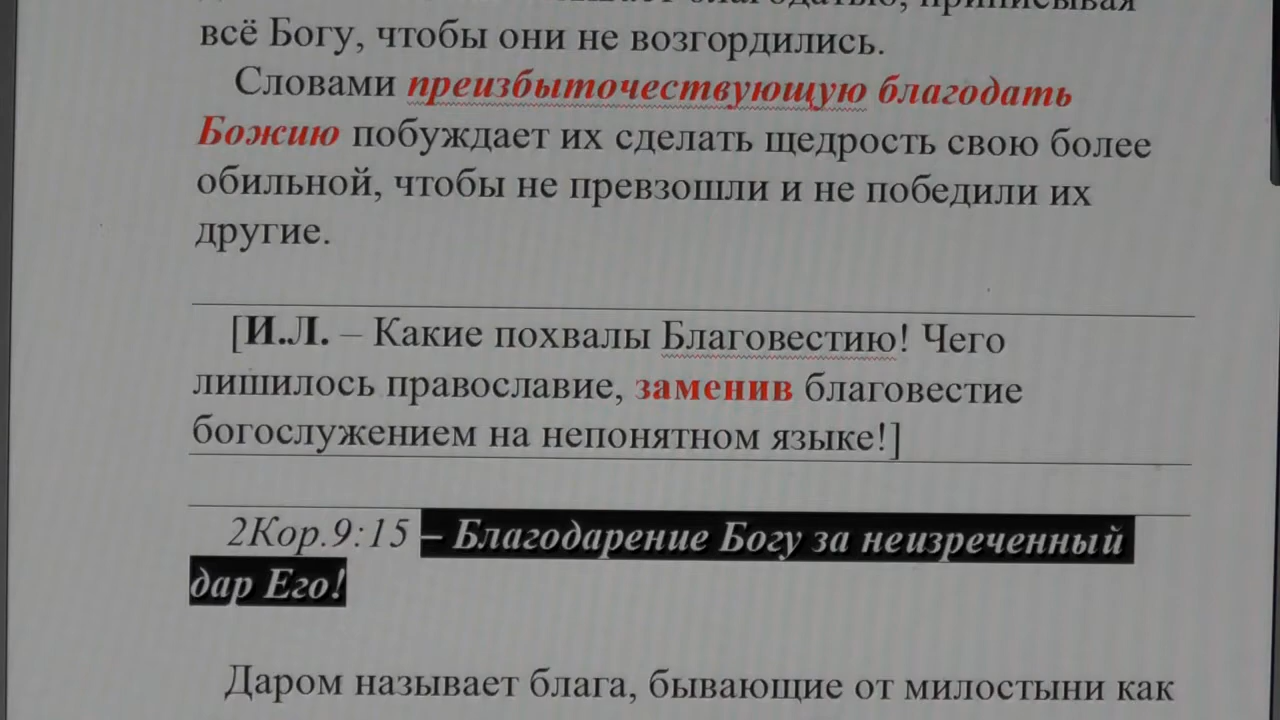 благодатью, приписывая
всё Богу, чтобы они не возгордились.
Словами преизбыточествующую благодать
Божию побуждает их сделать щедрость свою более
обильной, чтобы не превзошли и не победили их
другие.
[И.Л. – Какие похвалы Благовестию! Чего
лишилось православие, заменив благовестие
богослужением на непонятном языке!]
2Кор.9:15 – Благодарение Богу за неизреченный
дар Его!
Даром называет блага, бывающие от милостыни как